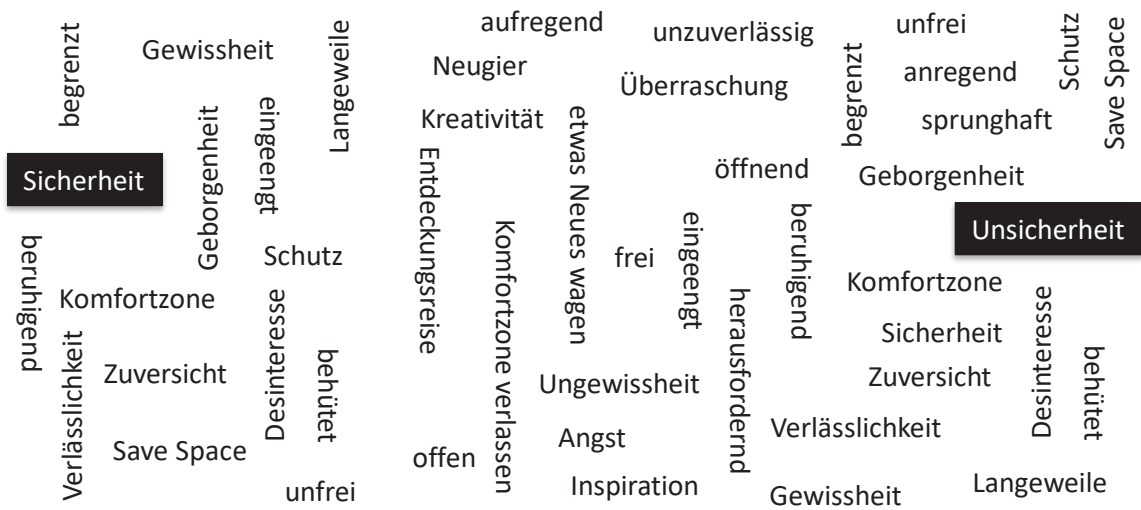 begrenzt
Gewissheit
Langeweile
Geborgenheit
eingeengt
Sicherheit
beruhigend
Schutz
Komfortzone
Verlässlichkeit
Zuversicht
Desinteresse
behütet
Save Space
unfrei
aufregend
Neugier
Kreativität
unzuverlässig
Überraschung
Entdeckungsreise
Komfortzone verlassen
etwas Neues wagen
öffnend
frei
eingeengt
herausfordernd
beruhigend
Ungewissheit
Angst
offen
Inspiration
begrenzt
unfrei
anregend
sprunghaft
Schutz
Save Space
Geborgenheit
Unsicherheit
Komfortzone
Sicherheit
Zuversicht
Verlässlichkeit
Desinteresse
behütet
Gewissheit
Langeweile